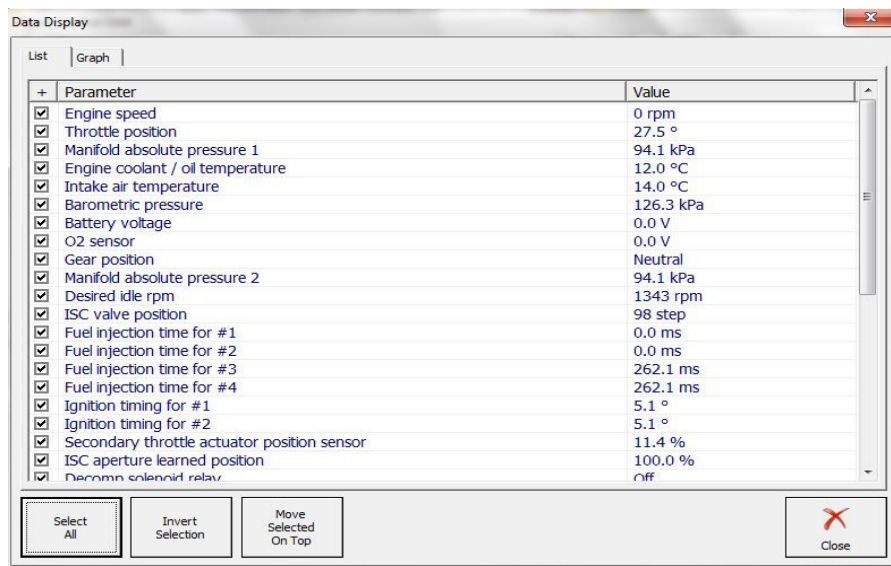 Data Display
List Graph
+ Parameter Value
Engine speed 0 rpm
Throttle position 27.5 °
Manifold absolute pressure 1 94.1 kPa
Engine coolant / oil temperature 12.0 °C
Intake air temperature 14.0 °C
Barometric pressure 126.3 kPa
Battery voltage 0.0 V
O2 sensor 0.0 V
Gear position Neutral
Manifold absolute pressure 2 94.1 kPa
Desired idle rpm 1343 rpm
ISC valve position 98 step
Fuel injection time for #1 0.0 ms
Fuel injection time for #2 0.0 ms
Fuel injection time for #3 262.1 ms
Fuel injection time for #4 262.1 ms
Ignition timing for #1 5.1 °
Ignition timing for #2 5.1 °
Secondary throttle actuator position sensor 11.4 %
ISC aperture learned position 100.0 %
Decomp solenoid relay Off
Select All
Invert Selection
Move Selected On Top
Close